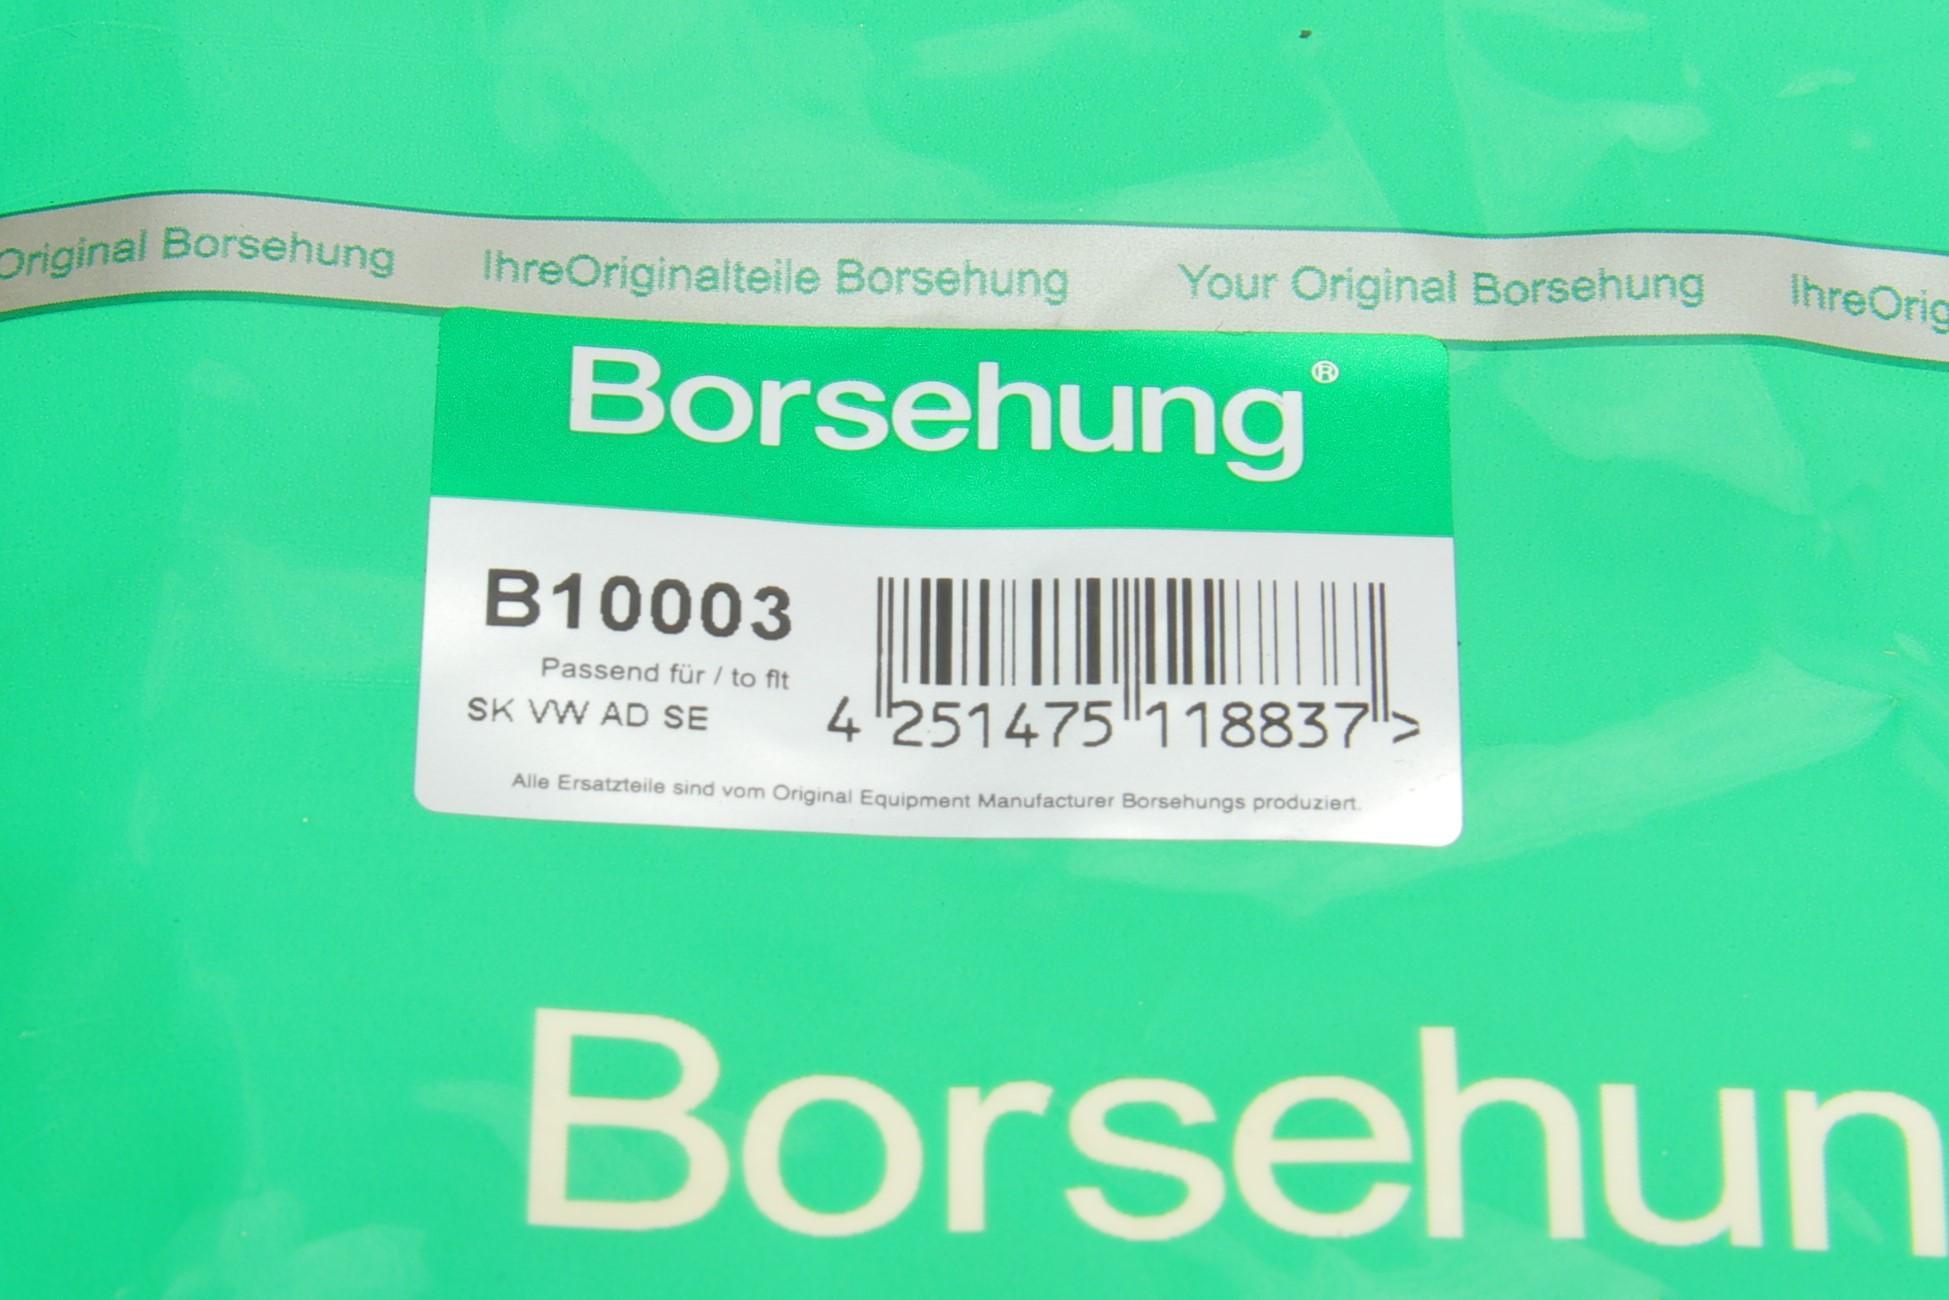 Original Borsehung IhreOriginalteile Borsehung Your Original Borsehung IhreOrig
Borsehung®
B10003
Passend für / to fit
SK VW AD SE
4 251475 118837 >
Alle Ersatzteile sind vom Original Equipment Manufacturer Borsehungs produziert.
Borsehun